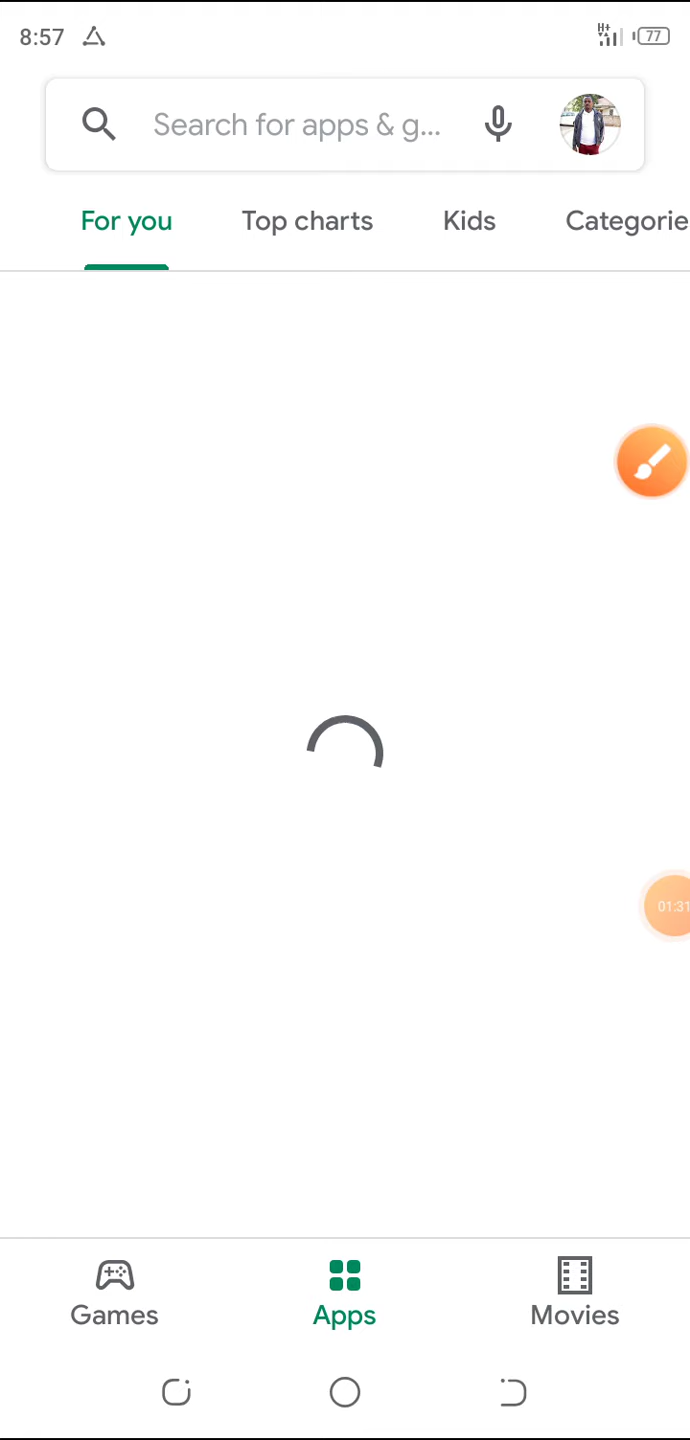 8:57 H+ 77
Search for apps & g...
For you Top charts Kids Categorie
01:31
Games Apps Movies